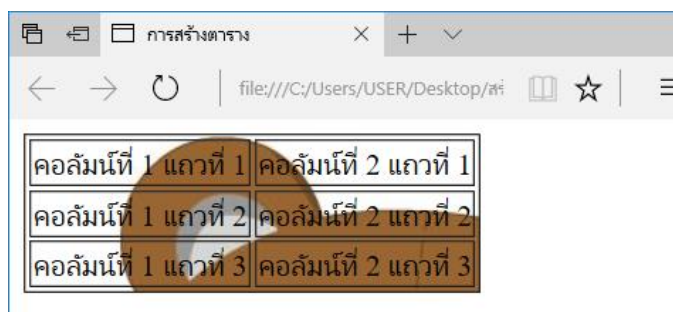 การสร้างตาราง
file:///C:/Users/USER/Desktop/สร้
คอลัมน์ที่ 1 แถวที่ 1 คอลัมน์ที่ 2 แถวที่ 1
คอลัมน์ที่ 1 แถวที่ 2 คอลัมน์ที่ 2 แถวที่ 2
คอลัมน์ที่ 1 แถวที่ 3 คอลัมน์ที่ 2 แถวที่ 3